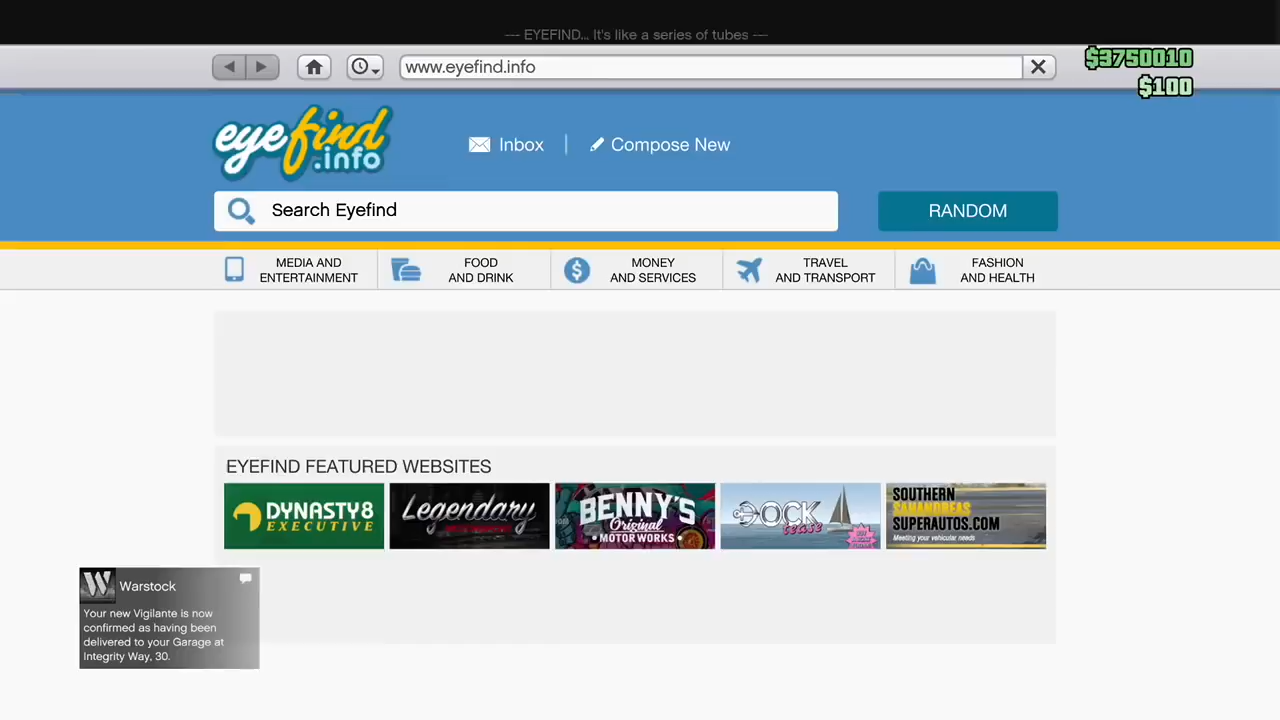 — EYEFIND... It's like a series of tubes —
www.eyefind.info
$3750010
$100
eyefind
.info
Inbox
Compose New
Search Eyefind
RANDOM
MEDIA AND
ENTERTAINMENT
FOOD
AND DRINK
MONEY
AND SERVICES
TRAVEL
AND TRANSPORT
FASHION
AND HEALTH
EYEFIND FEATURED WEBSITES
DYNASTY8
EXECUTIVE
Legendary
BENNY'S
Original
MOTORWORKS
DOCK
tease
SOUTHERN
SANANDREAS
SUPERAUTOS.COM
Meeting your vehicular needs
Warstock
Your new Vigilante is now
confirmed as having been
delivered to your Garage at
Integrity Way, 30.